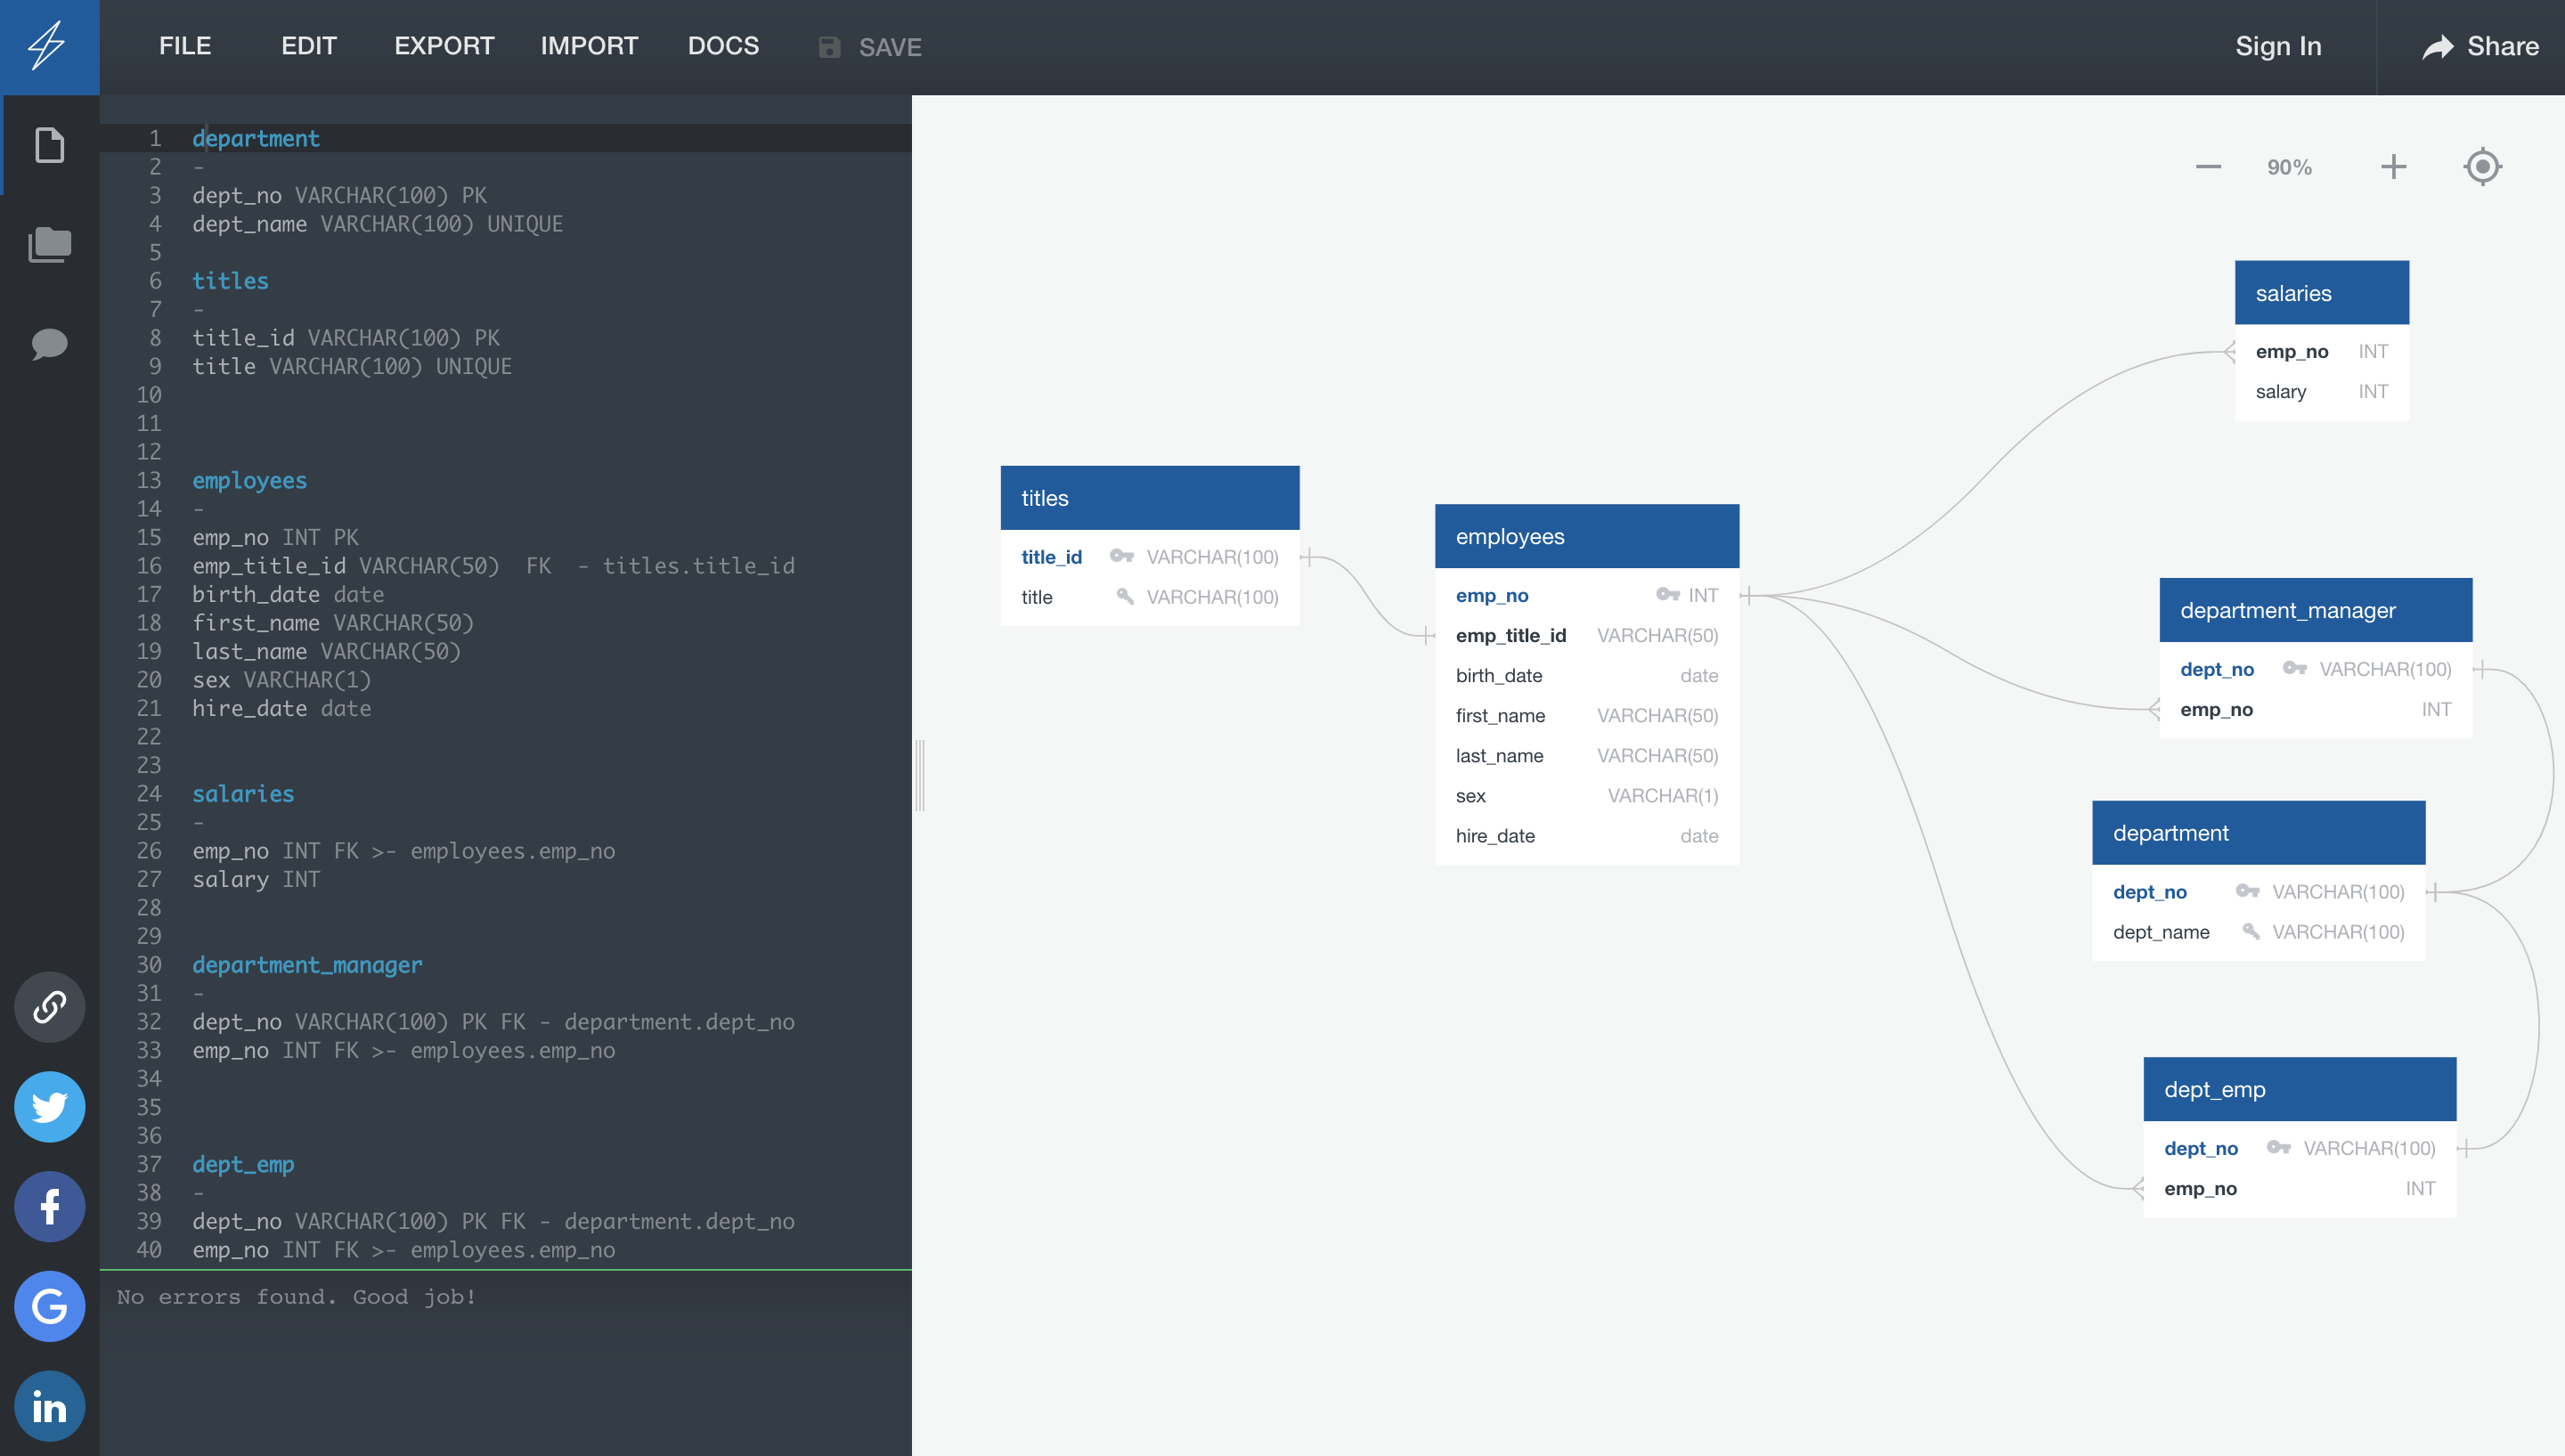 FILE EDIT EXPORT IMPORT DOCS SAVE Sign In Share
1 department
2 -
3 dept_no VARCHAR(100) PK
4 dept_name VARCHAR(100) UNIQUE
5
6 titles
7 -
8 title_id VARCHAR(100) PK
9 title VARCHAR(100) UNIQUE
10
11
12
13 employees
14 -
15 emp_no INT PK
16 emp_title_id VARCHAR(50)  FK  - titles.title_id
17 birth_date date
18 first_name VARCHAR(50)
19 last_name VARCHAR(50)
20 sex VARCHAR(1)
21 hire_date date
22
23
24 salaries
25 -
26 emp_no INT FK >- employees.emp_no
27 salary INT
28
29
30 department_manager
31 -
32 dept_no VARCHAR(100) PK FK - department.dept_no
33 emp_no INT FK >- employees.emp_no
34
35
36
37 dept_emp
38 -
39 dept_no VARCHAR(100) PK FK - department.dept_no
40 emp_no INT FK >- employees.emp_no
No errors found. Good job!
90%
titles
title_id VARCHAR(100)
title VARCHAR(100)
employees
emp_no INT
emp_title_id VARCHAR(50)
birth_date date
first_name VARCHAR(50)
last_name VARCHAR(50)
sex VARCHAR(1)
hire_date date
salaries
emp_no INT
salary INT
department_manager
dept_no VARCHAR(100)
emp_no INT
department
dept_no VARCHAR(100)
dept_name VARCHAR(100)
dept_emp
dept_no VARCHAR(100)
emp_no INT